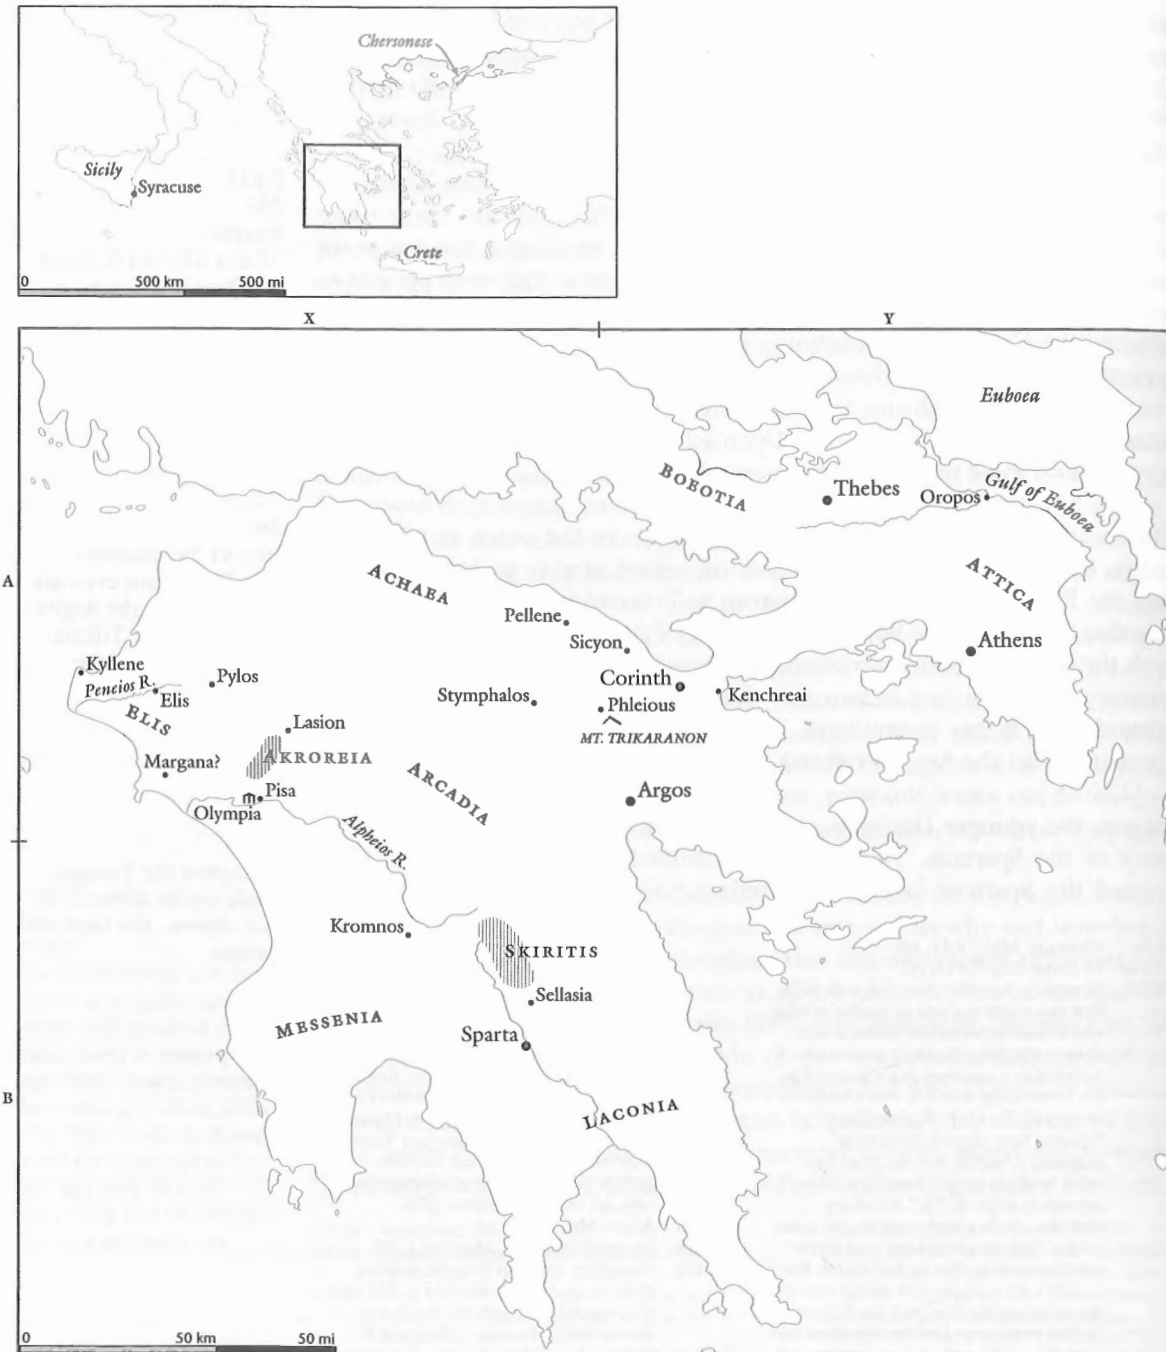 Chersonese
Sicily
Syracuse
Crete
0 500 km 500 mi
X Y
Euboea
BOEOTIA
Thebes
Oropos
Gulf of Euboea
A
ACHAEA
ATTICA
Pellene
Sicyon
Athens
Kyllene
Peneios R.
Elis
Pylos
Corinth
Kenchreai
Stymphalos
Phleious
ELIS
Lasion
MT. TRIKARANON
AKROREIA
Margana?
ARCADIA
Pisa
Olympia
Argos
Alpheios R.
Kromnos
SKIRITIS
Sellasia
MESSENIA
Sparta
B
LACONIA
0 50 km 50 mi